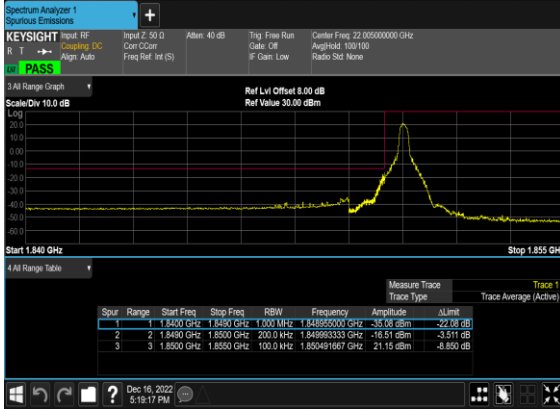 Spectrum Analyzer 1
Spurious Emissions
KEYSIGHT Input: RF Input Z: 50 Ω Atten: 40 dB Trig: Free Run Center Freq: 22.005000000 GHz
R T Coupling: DC Corr CCorr Gate: Off Avg|Hold: 100/100
Align: Auto Freq Ref: Int (S) IF Gain: Low Radio Std: None
PASS
3 All Range Graph Ref Lvl Offset 8.00 dB
Scale/Div 10.0 dB Ref Value 30.00 dBm
Log
20.0
10.0
0.00
-10.0
-20.0
-30.0
-40.0
-50.0
-60.0
Start 1.840 GHz Stop 1.855 GH
4 All Range Table
Measure Trace Trace 1
Trace Type Trace Average (Active)
Spur Range Start Freq Stop Freq RBW Frequency Amplitude ΔLimit
1 1 1.8400 GHz 1.8490 GHz 1.000 MHz 1.848955000 GHz -35.08 dBm -22.08 dB
2 2 1.8490 GHz 1.8500 GHz 200.0 kHz 1.849993333 GHz -16.51 dBm -3.511 dB
3 3 1.8500 GHz 1.8550 GHz 100.0 kHz 1.850491667 GHz 21.15 dBm -8.850 dB
Dec 16, 2022
5:19:17 PM